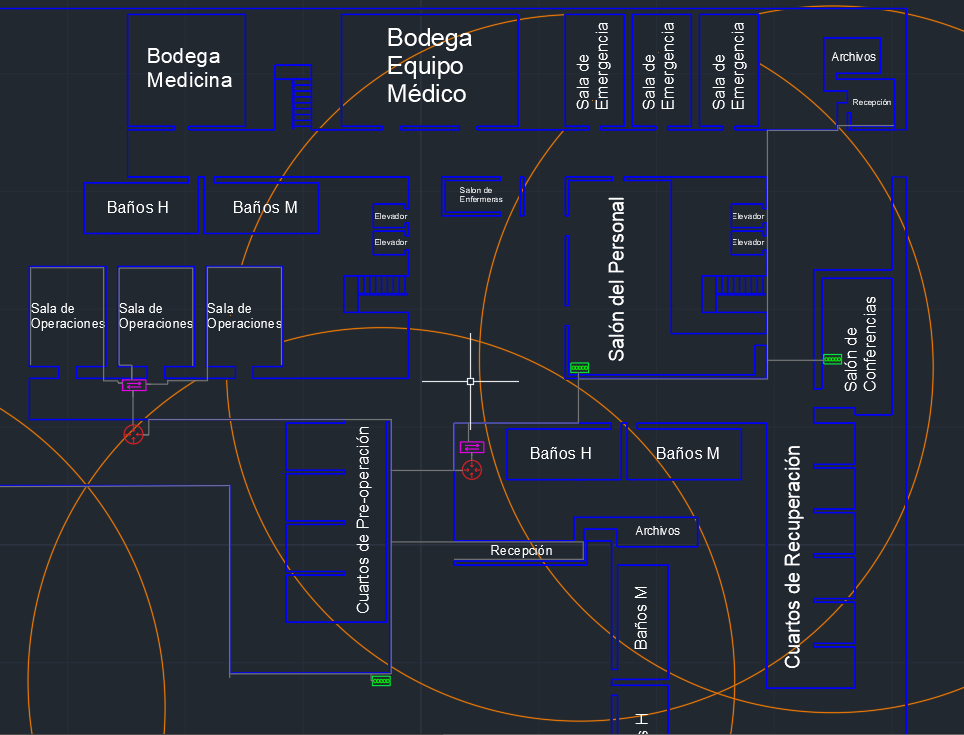 Bodega
Medicina
Bodega
Equipo
Médico
Sala de
Emergencia
Sala de
Emergencia
Sala de
Emergencia
Archivos
Recepción
Baños H
Baños M
Elevador
Elevador
Salon de
Enfermeras
Salón del Personal
Elevador
Elevador
Sala de
Operaciones
Sala de
Operaciones
Sala de
Operaciones
Salón de
Conferencias
Cuartos de Pre-operación
Baños H
Baños M
Cuartos de Recuperación
Archivos
Recepción
Baños M
s H